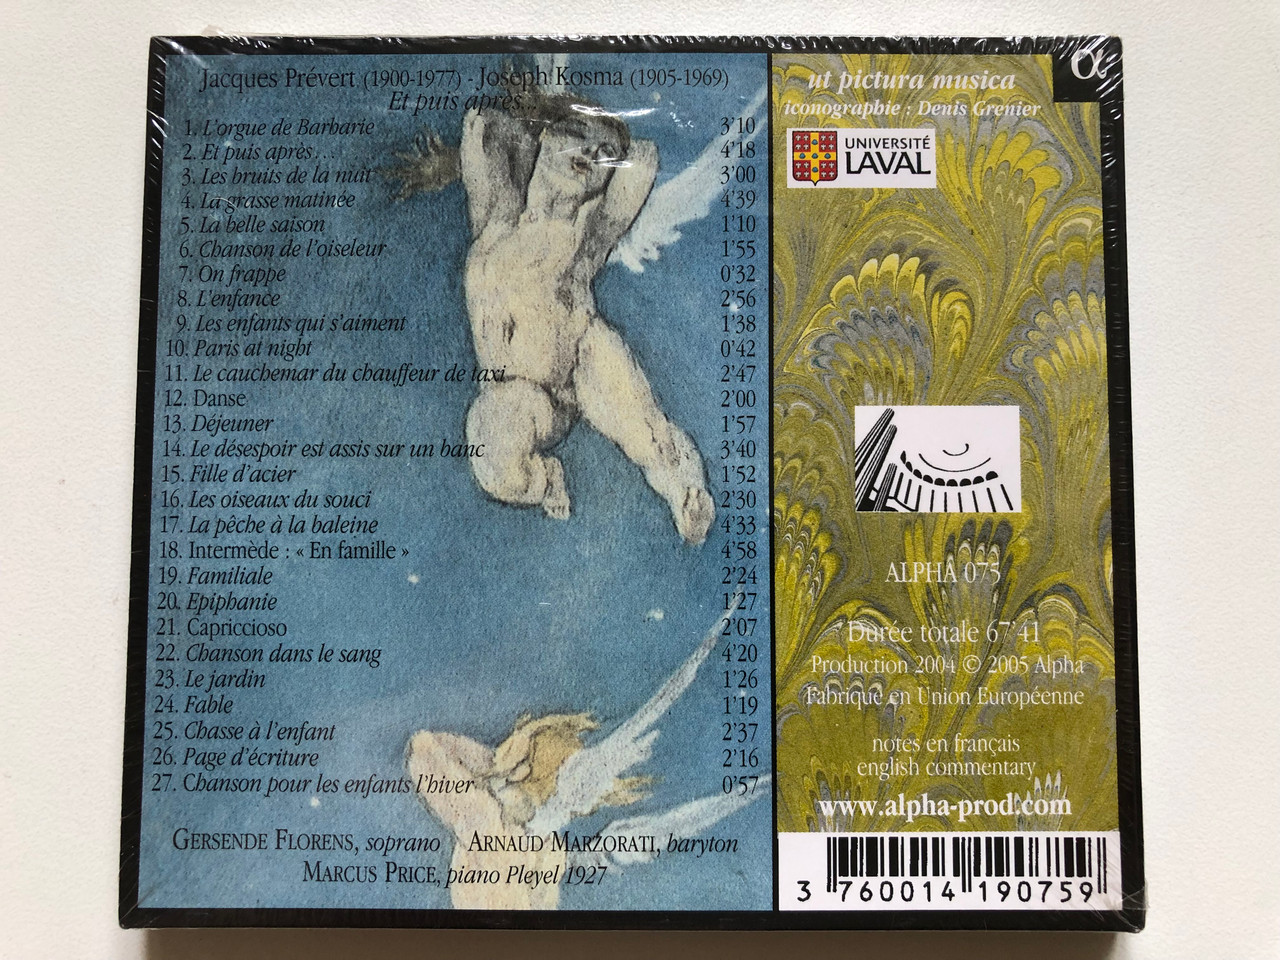 Jacques Prévert (1900-1977) - Joseph Kosma (1905-1969)
Et puis après...
1. L'orgue de Barbarie 3'10
2. Et puis après... 4'18
3. Les bruits de la nuit 3'00
4. La grasse matinée 4'39
5. La belle saison 1'10
6. Chanson de l'oiseleur 1'55
7. On frappe 0'32
8. L'enfance 2'56
9. Les enfants qui s'aiment 1'38
10. Paris at night 0'42
11. Le cauchemar du chauffeur de taxi 2'47
12. Danse 2'00
13. Déjeuner 1'57
14. Le désespoir est assis sur un banc 3'40
15. Fille d'acier 1'52
16. Les oiseaux du souci 2'30
17. La pêche à la baleine 4'33
18. Intermède : « En famille » 4'58
19. Familiale 2'24
20. Epiphanie 1'27
21. Capriccioso 2'07
22. Chanson dans le sang 4'20
23. Le jardin 1'26
24. Fable 1'19
25. Chasse à l'enfant 2'37
26. Page d'écriture 2'16
27. Chanson pour les enfants l'hiver 0'57
GERSENDE FLORENS, soprano ARNAUD MARZORATI, baryton
MARCUS PRICE, piano Pleyel 1927
α
ut pictura musica
iconographie : Denis Grenier
UNIVERSITÉ
LAVAL
ALPHA 075
Durée totale 67'41
Production 2004 © 2005 Alpha
Fabriqué en Union Européenne
notes en français
english commentary
www.alpha-prod.com
3 760014 190759